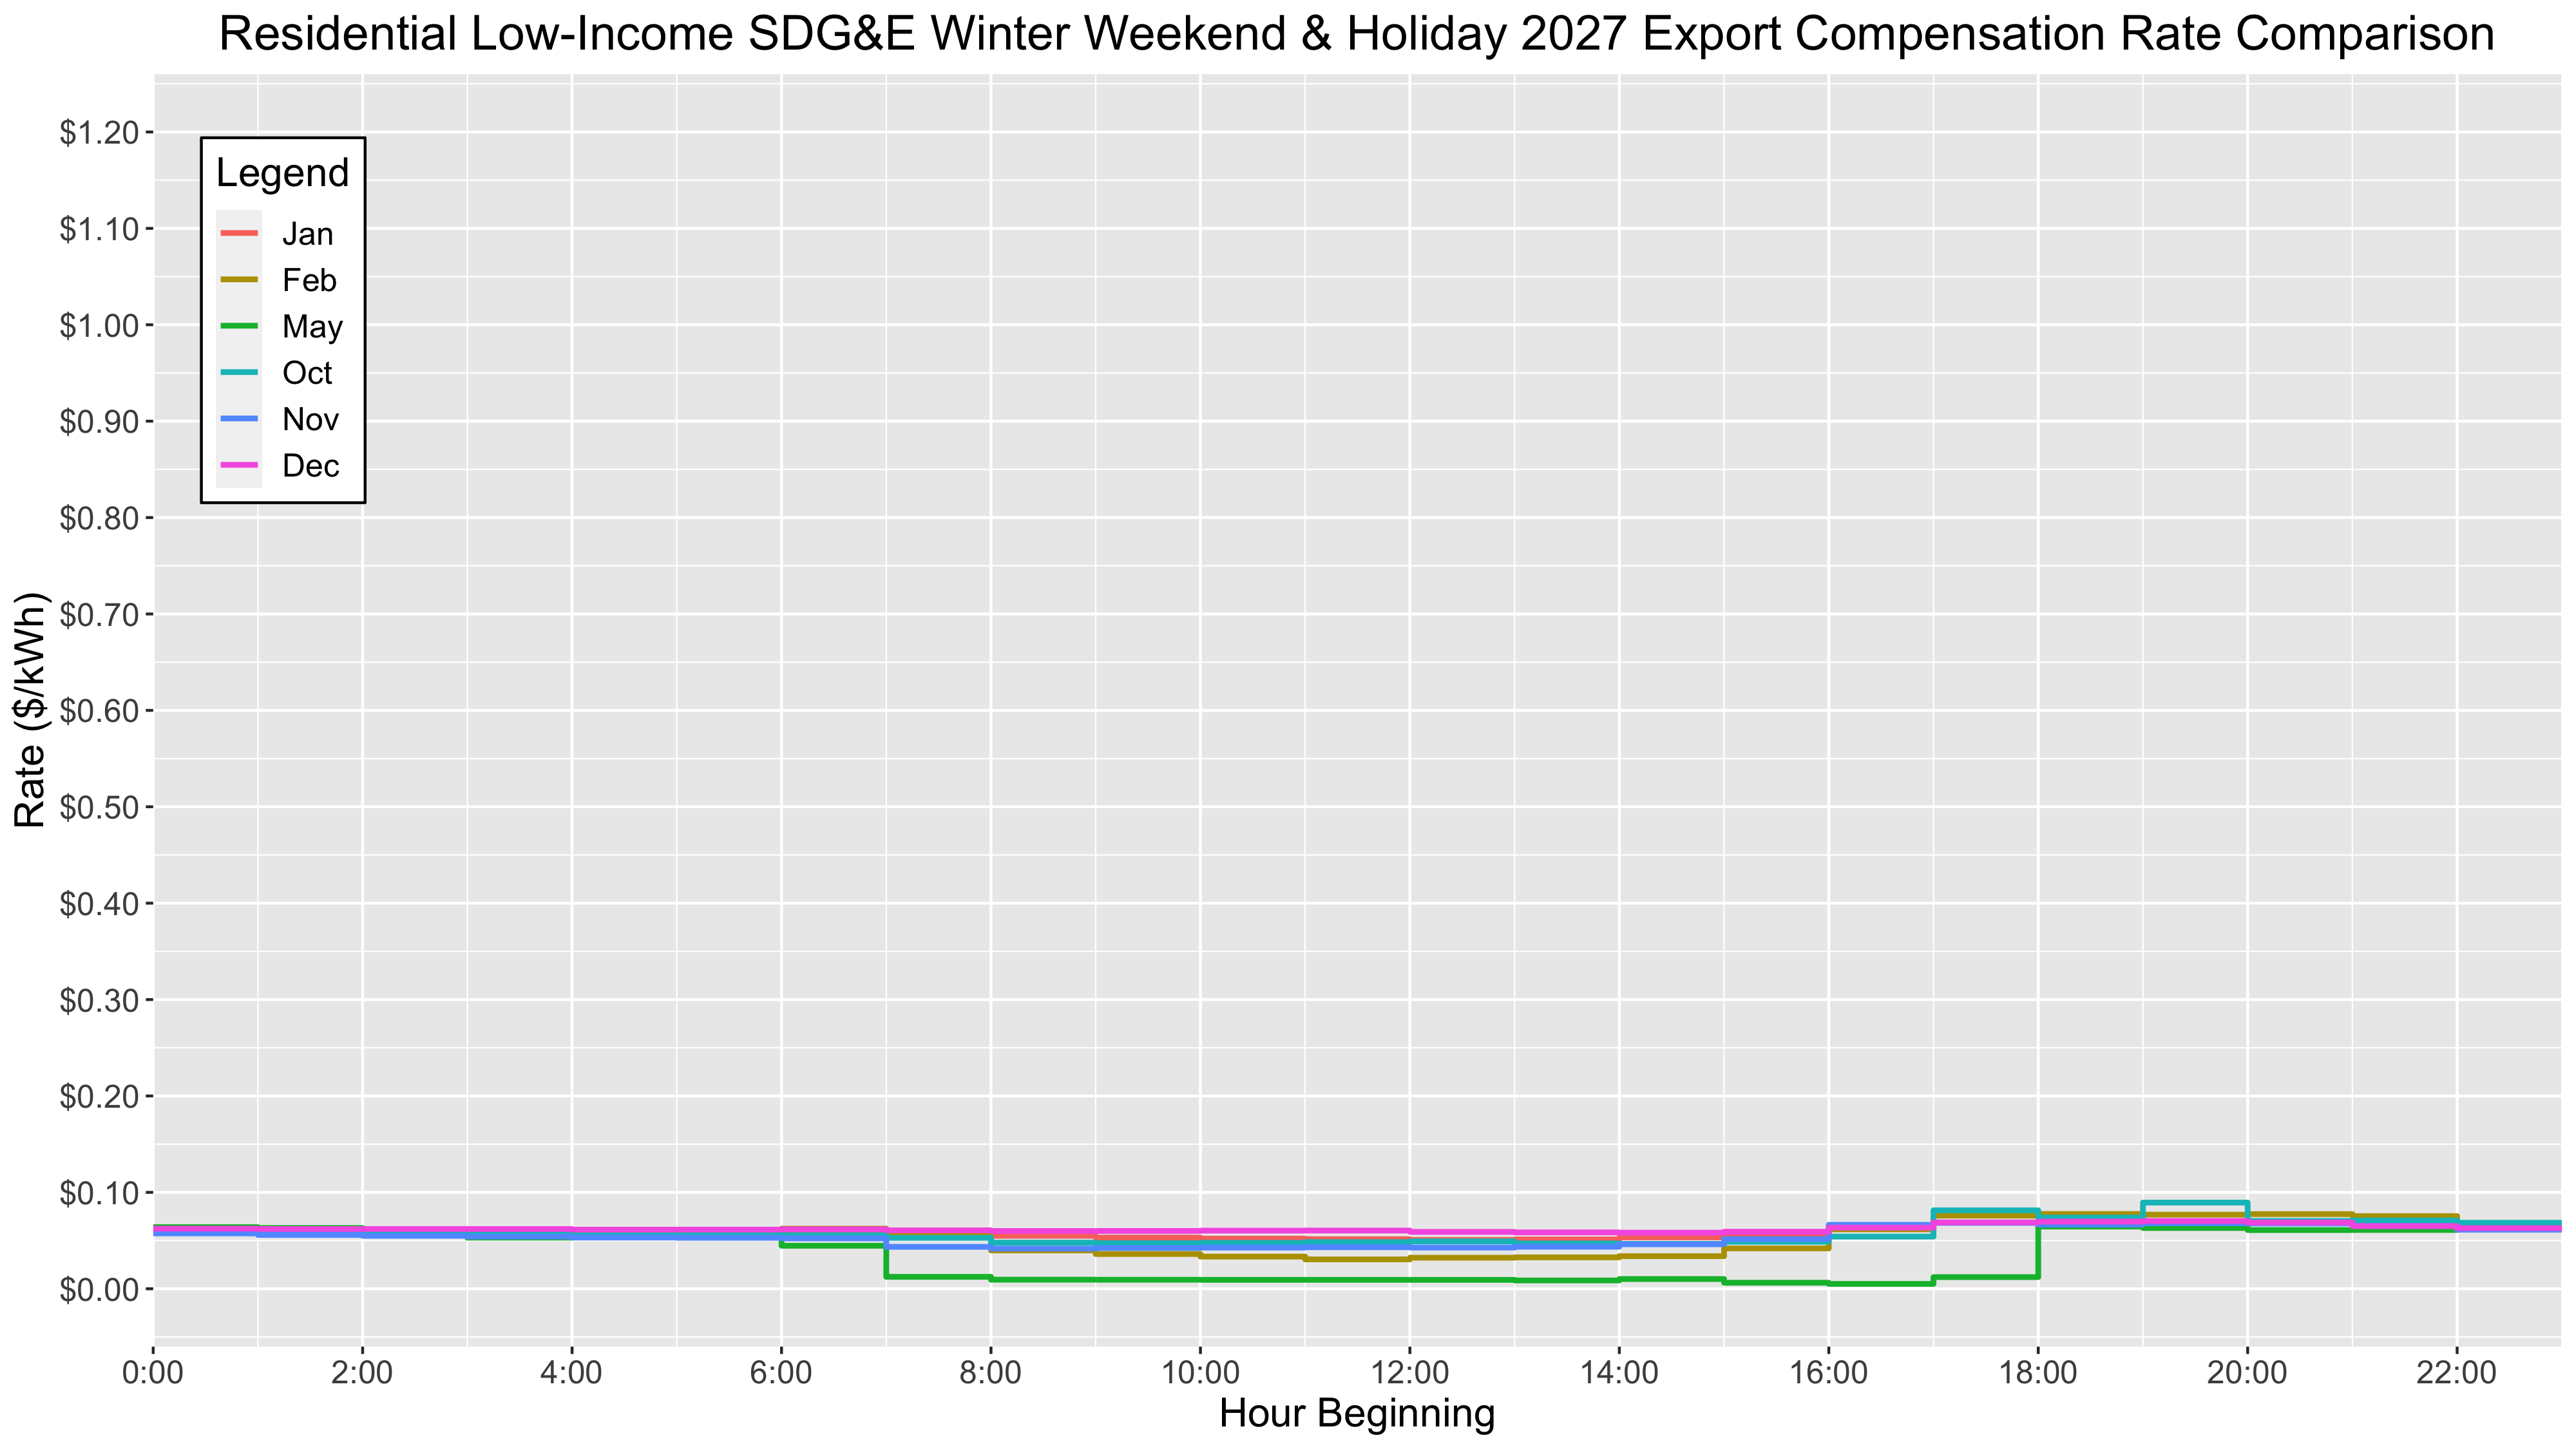 Residential Low-Income SDG&E Winter Weekend & Holiday 2027 Export Compensation Rate Comparison
Legend
Jan
Feb
May
Oct
Nov
Dec
Rate ($/kWh)
$1.20
$1.10
$1.00
$0.90
$0.80
$0.70
$0.60
$0.50
$0.40
$0.30
$0.20
$0.10
$0.00
0:00 2:00 4:00 6:00 8:00 10:00 12:00 14:00 16:00 18:00 20:00 22:00
Hour Beginning